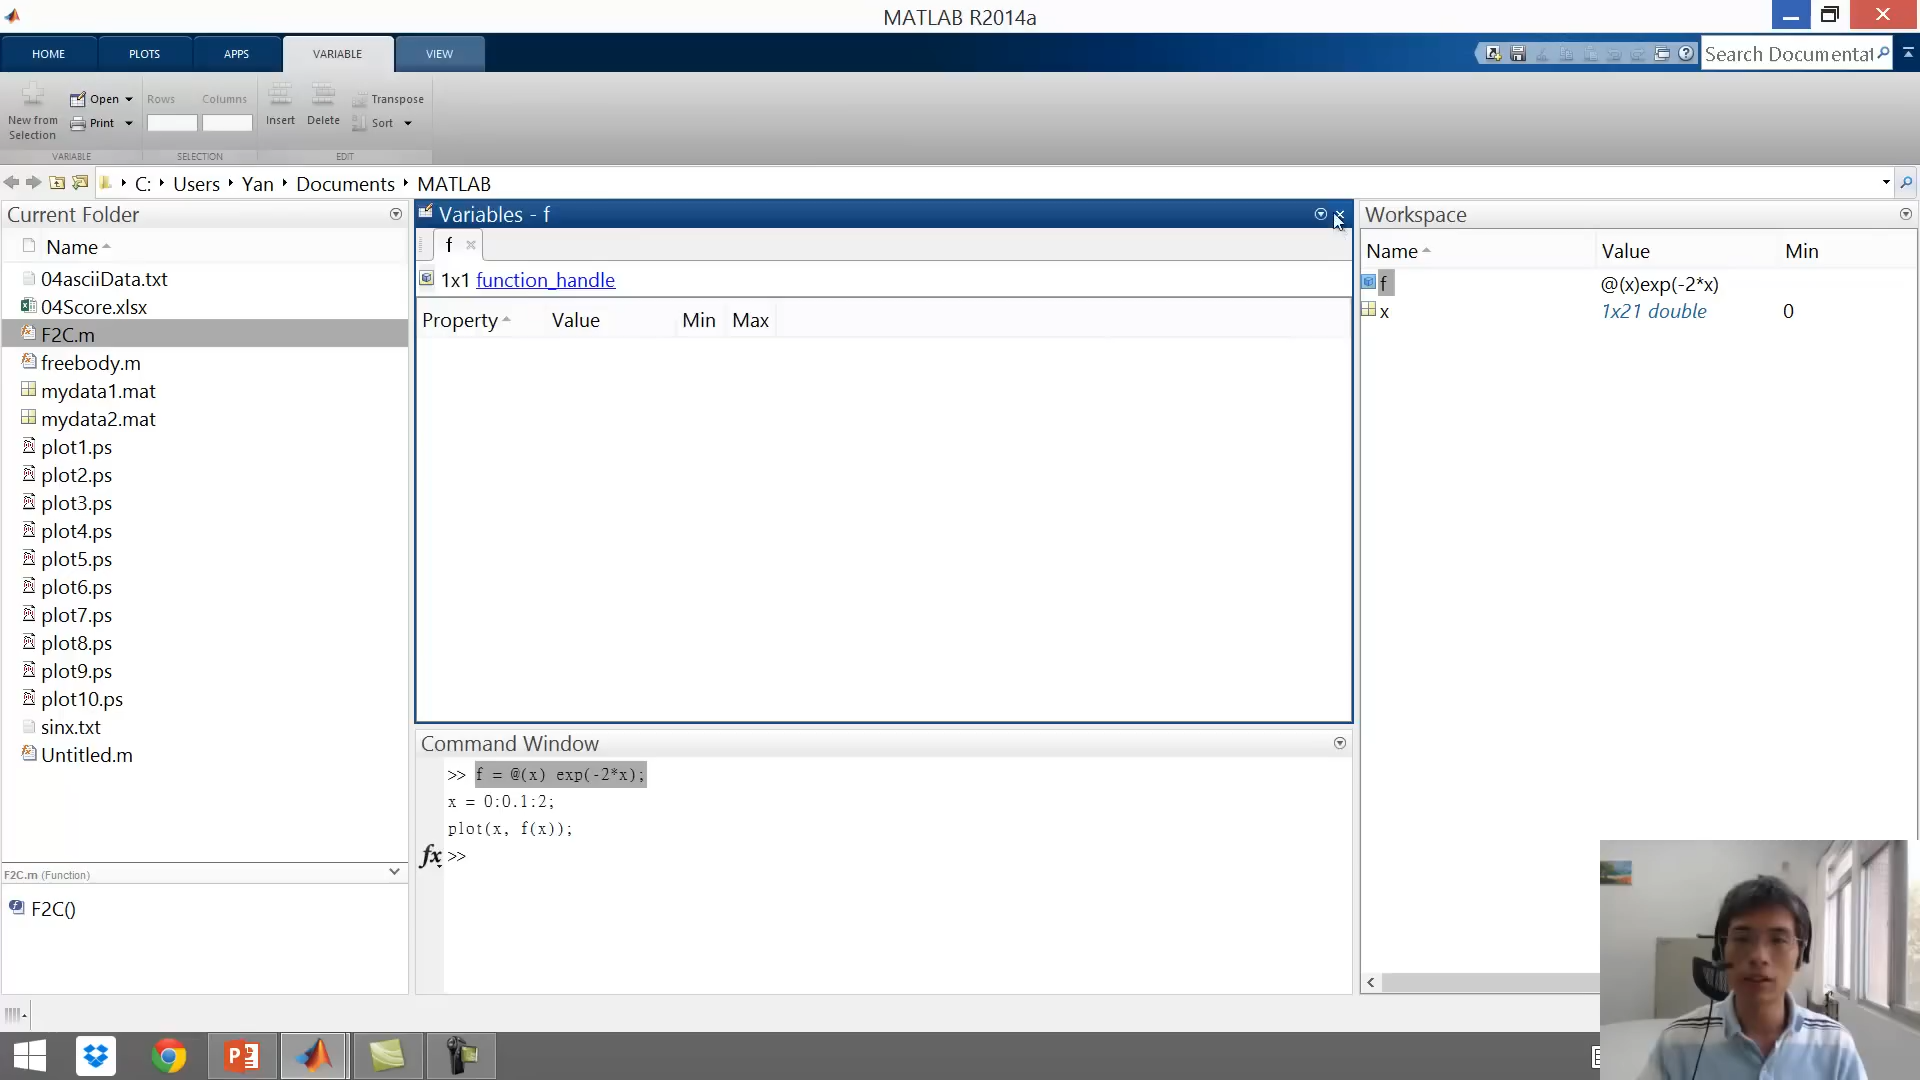 MATLAB R2014a
HOME
PLOTS
APPS
VARIABLE
VIEW
Search Documentat
New from
Selection
Open
Print
Rows
Columns
Insert
Delete
Transpose
Sort
VARIABLE
SELECTION
EDIT
C:
Users
Yan
Documents
MATLAB
Current Folder
Name
04asciiData.txt
04Score.xlsx
F2C.m
freebody.m
mydata1.mat
mydata2.mat
plot1.ps
plot2.ps
plot3.ps
plot4.ps
plot5.ps
plot6.ps
plot7.ps
plot8.ps
plot9.ps
plot10.ps
sinx.txt
Untitled.m
F2C.m (Function)
F2C()
Variables - f
f
1x1 function_handle
Property Value Min Max
Command Window
>> f = @(x) exp(-2*x);
x = 0:0.1:2;
plot(x, f(x));
fx >>
Workspace
Name Value Min
f @(x)exp(-2*x)
x 1x21 double 0